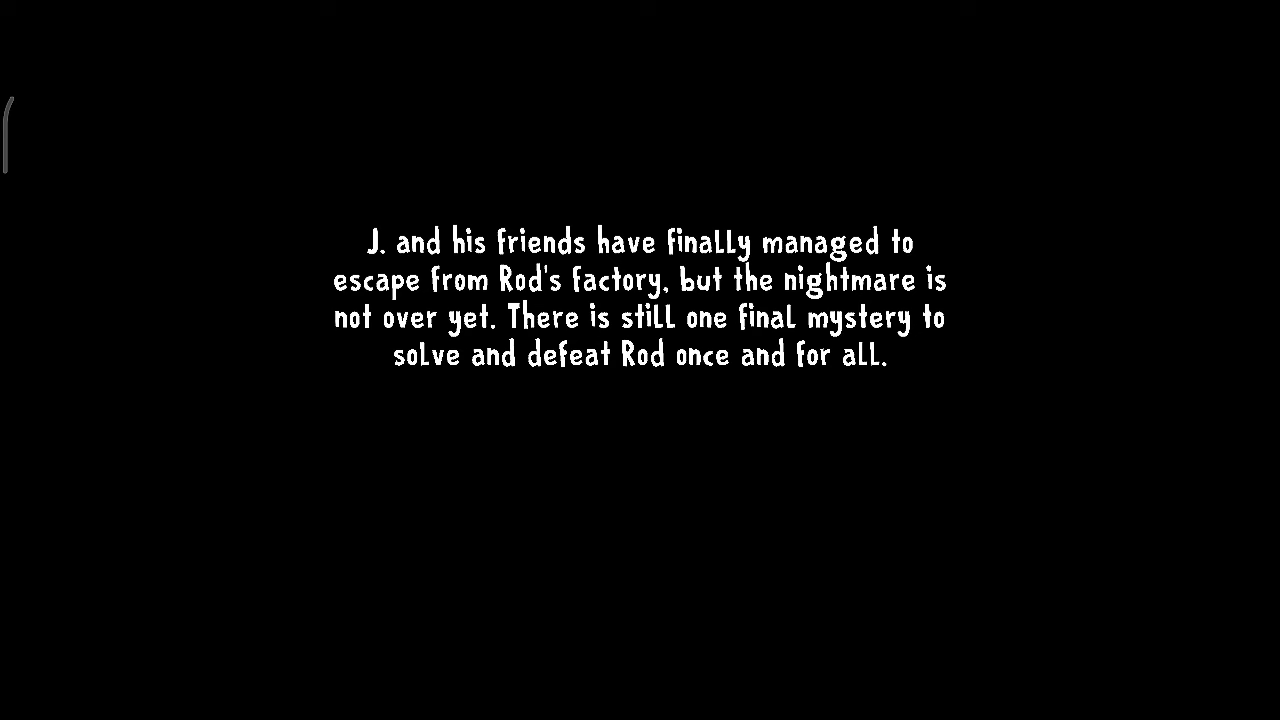 J. and his friends have finally managed to
escape from Rod's factory, but the nightmare is
not over yet. There is still one final mystery to
solve and defeat Rod once and for all.